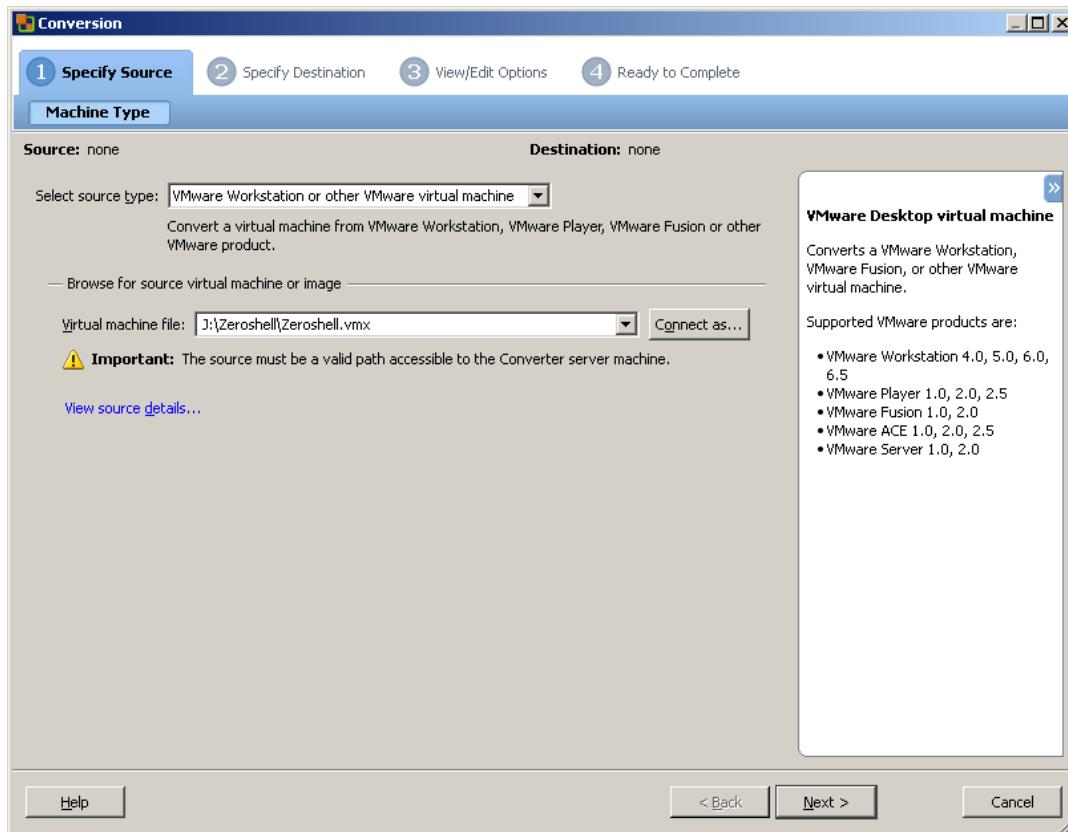 Conversion
1 Specify Source 2 Specify Destination 3 View/Edit Options 4 Ready to Complete
Machine Type
Source: none Destination: none
Select source type: VMware Workstation or other VMware virtual machine
Convert a virtual machine from VMware Workstation, VMware Player, VMware Fusion or other
VMware product.
Browse for source virtual machine or image
Virtual machine file: J:\Zeroshell\Zeroshell.vmx Connect as...
Important: The source must be a valid path accessible to the Converter server machine.
View source details...
»
VMware Desktop virtual machine
Converts a VMware Workstation,
VMware Fusion, or other VMware
virtual machine.
Supported VMware products are:
• VMware Workstation 4.0, 5.0, 6.0,
6.5
• VMware Player 1.0, 2.0, 2.5
• VMware Fusion 1.0, 2.0
• VMware ACE 1.0, 2.0, 2.5
• VMware Server 1.0, 2.0
Help < Back Next > Cancel